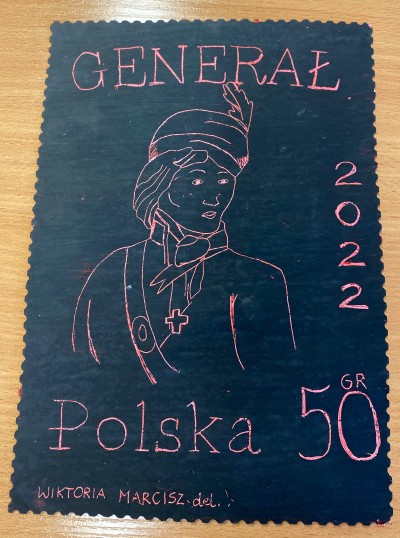 GENERAŁ
2022
Polska 50 GR
WIKTORIA MARCISZ. del.